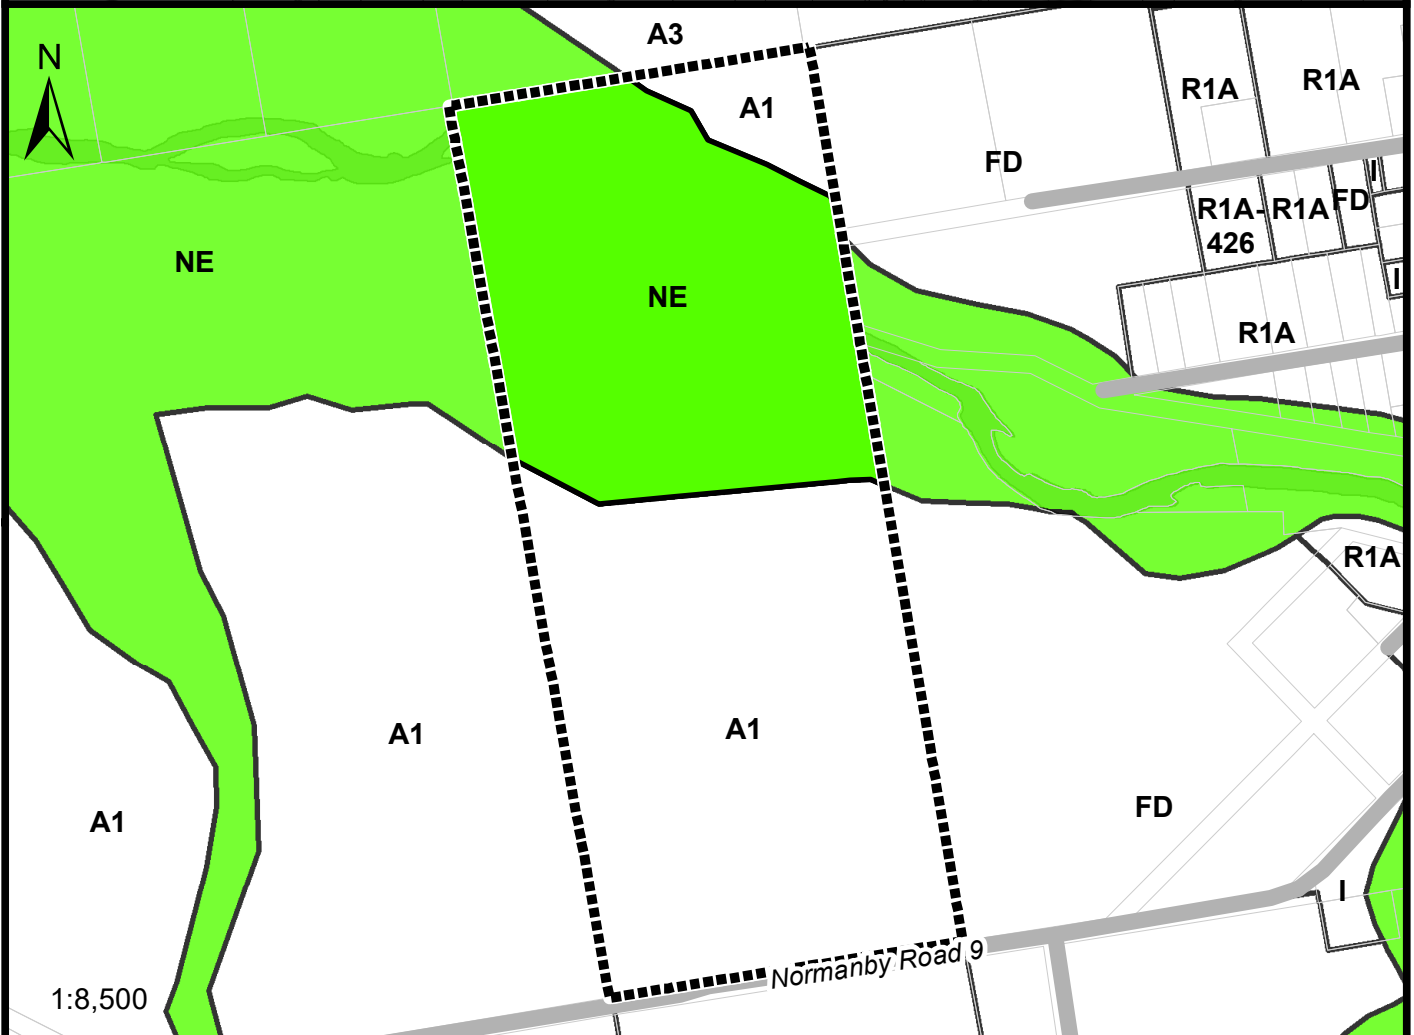 N
A3
A1
R1A
R1A
FD
I
R1A-
426
R1A
FD
NE
NE
I
R1A
R1A
A1
A1
A1
FD
I
Normanby Road 9
1:8,500